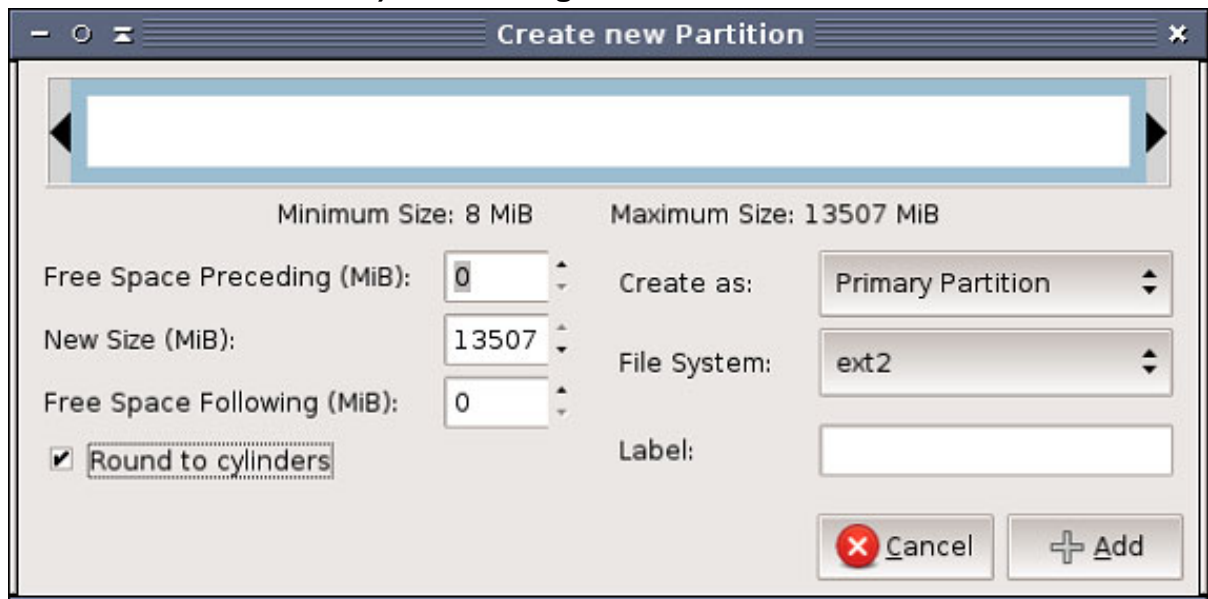 Create new Partition
Minimum Size: 8 MiB Maximum Size: 13507 MiB
Free Space Preceding (MiB): 0 Create as: Primary Partition
New Size (MiB): 13507
File System: ext2
Free Space Following (MiB): 0
Round to cylinders Label:
Cancel Add